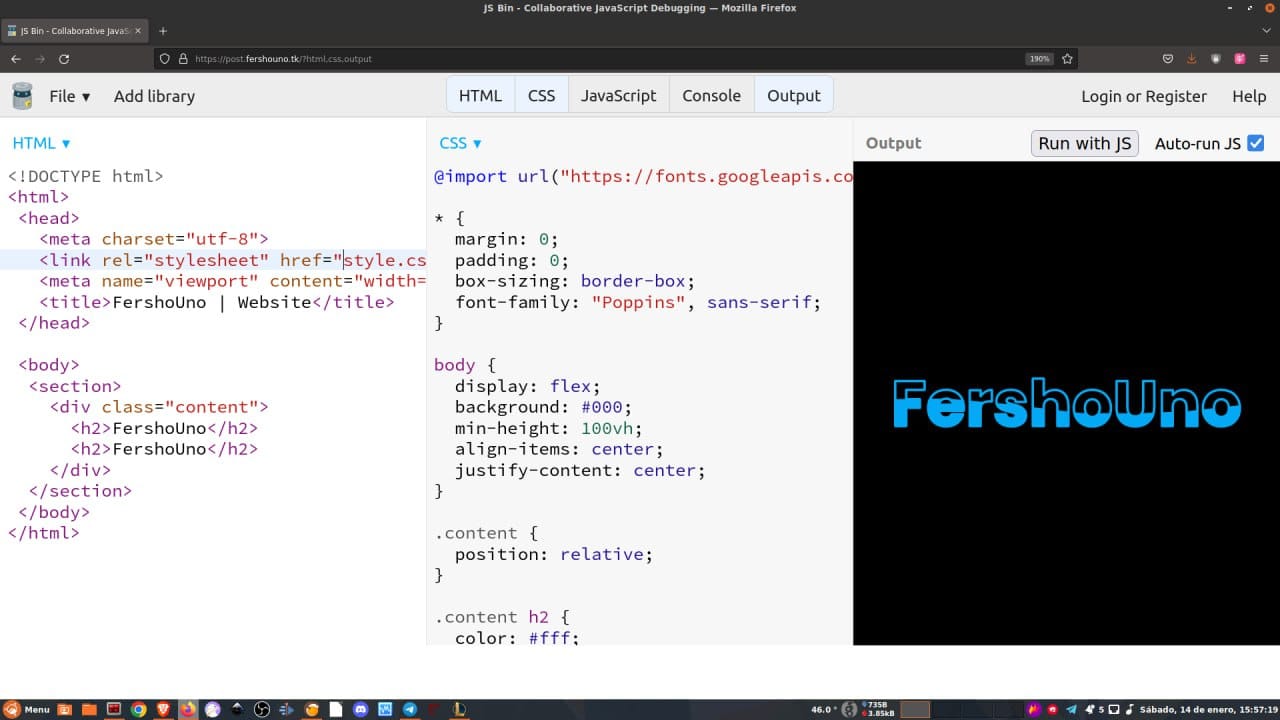 JS Bin - Collaborative JavaScript Debugging — Mozilla Firefox
JS Bin - Collaborative JavaS
https://post.fershouno.tk/?html,css,output
190%
File ▾
Add library
HTML
CSS
JavaScript
Console
Output
Login or Register
Help
HTML ▾
<!DOCTYPE html>
<html>
<head>
<meta charset="utf-8">
<link rel="stylesheet" href="style.cs
<meta name="viewport" content="width=
<title>FershoUno | Website</title>
</head>
<body>
<section>
<div class="content">
<h2>FershoUno</h2>
<h2>FershoUno</h2>
</div>
</section>
</body>
</html>
CSS ▾
@import url("https://fonts.googleapis.co
* {
margin: 0;
padding: 0;
box-sizing: border-box;
font-family: "Poppins", sans-serif;
}
body {
display: flex;
background: #000;
min-height: 100vh;
align-items: center;
justify-content: center;
}
.content {
position: relative;
}
.content h2 {
color: #fff;
Output
Run with JS
Auto-run JS
FershoUno
Menu
46.0 °
735B
3.85kB
5
Sábado, 14 de enero, 15:57:19